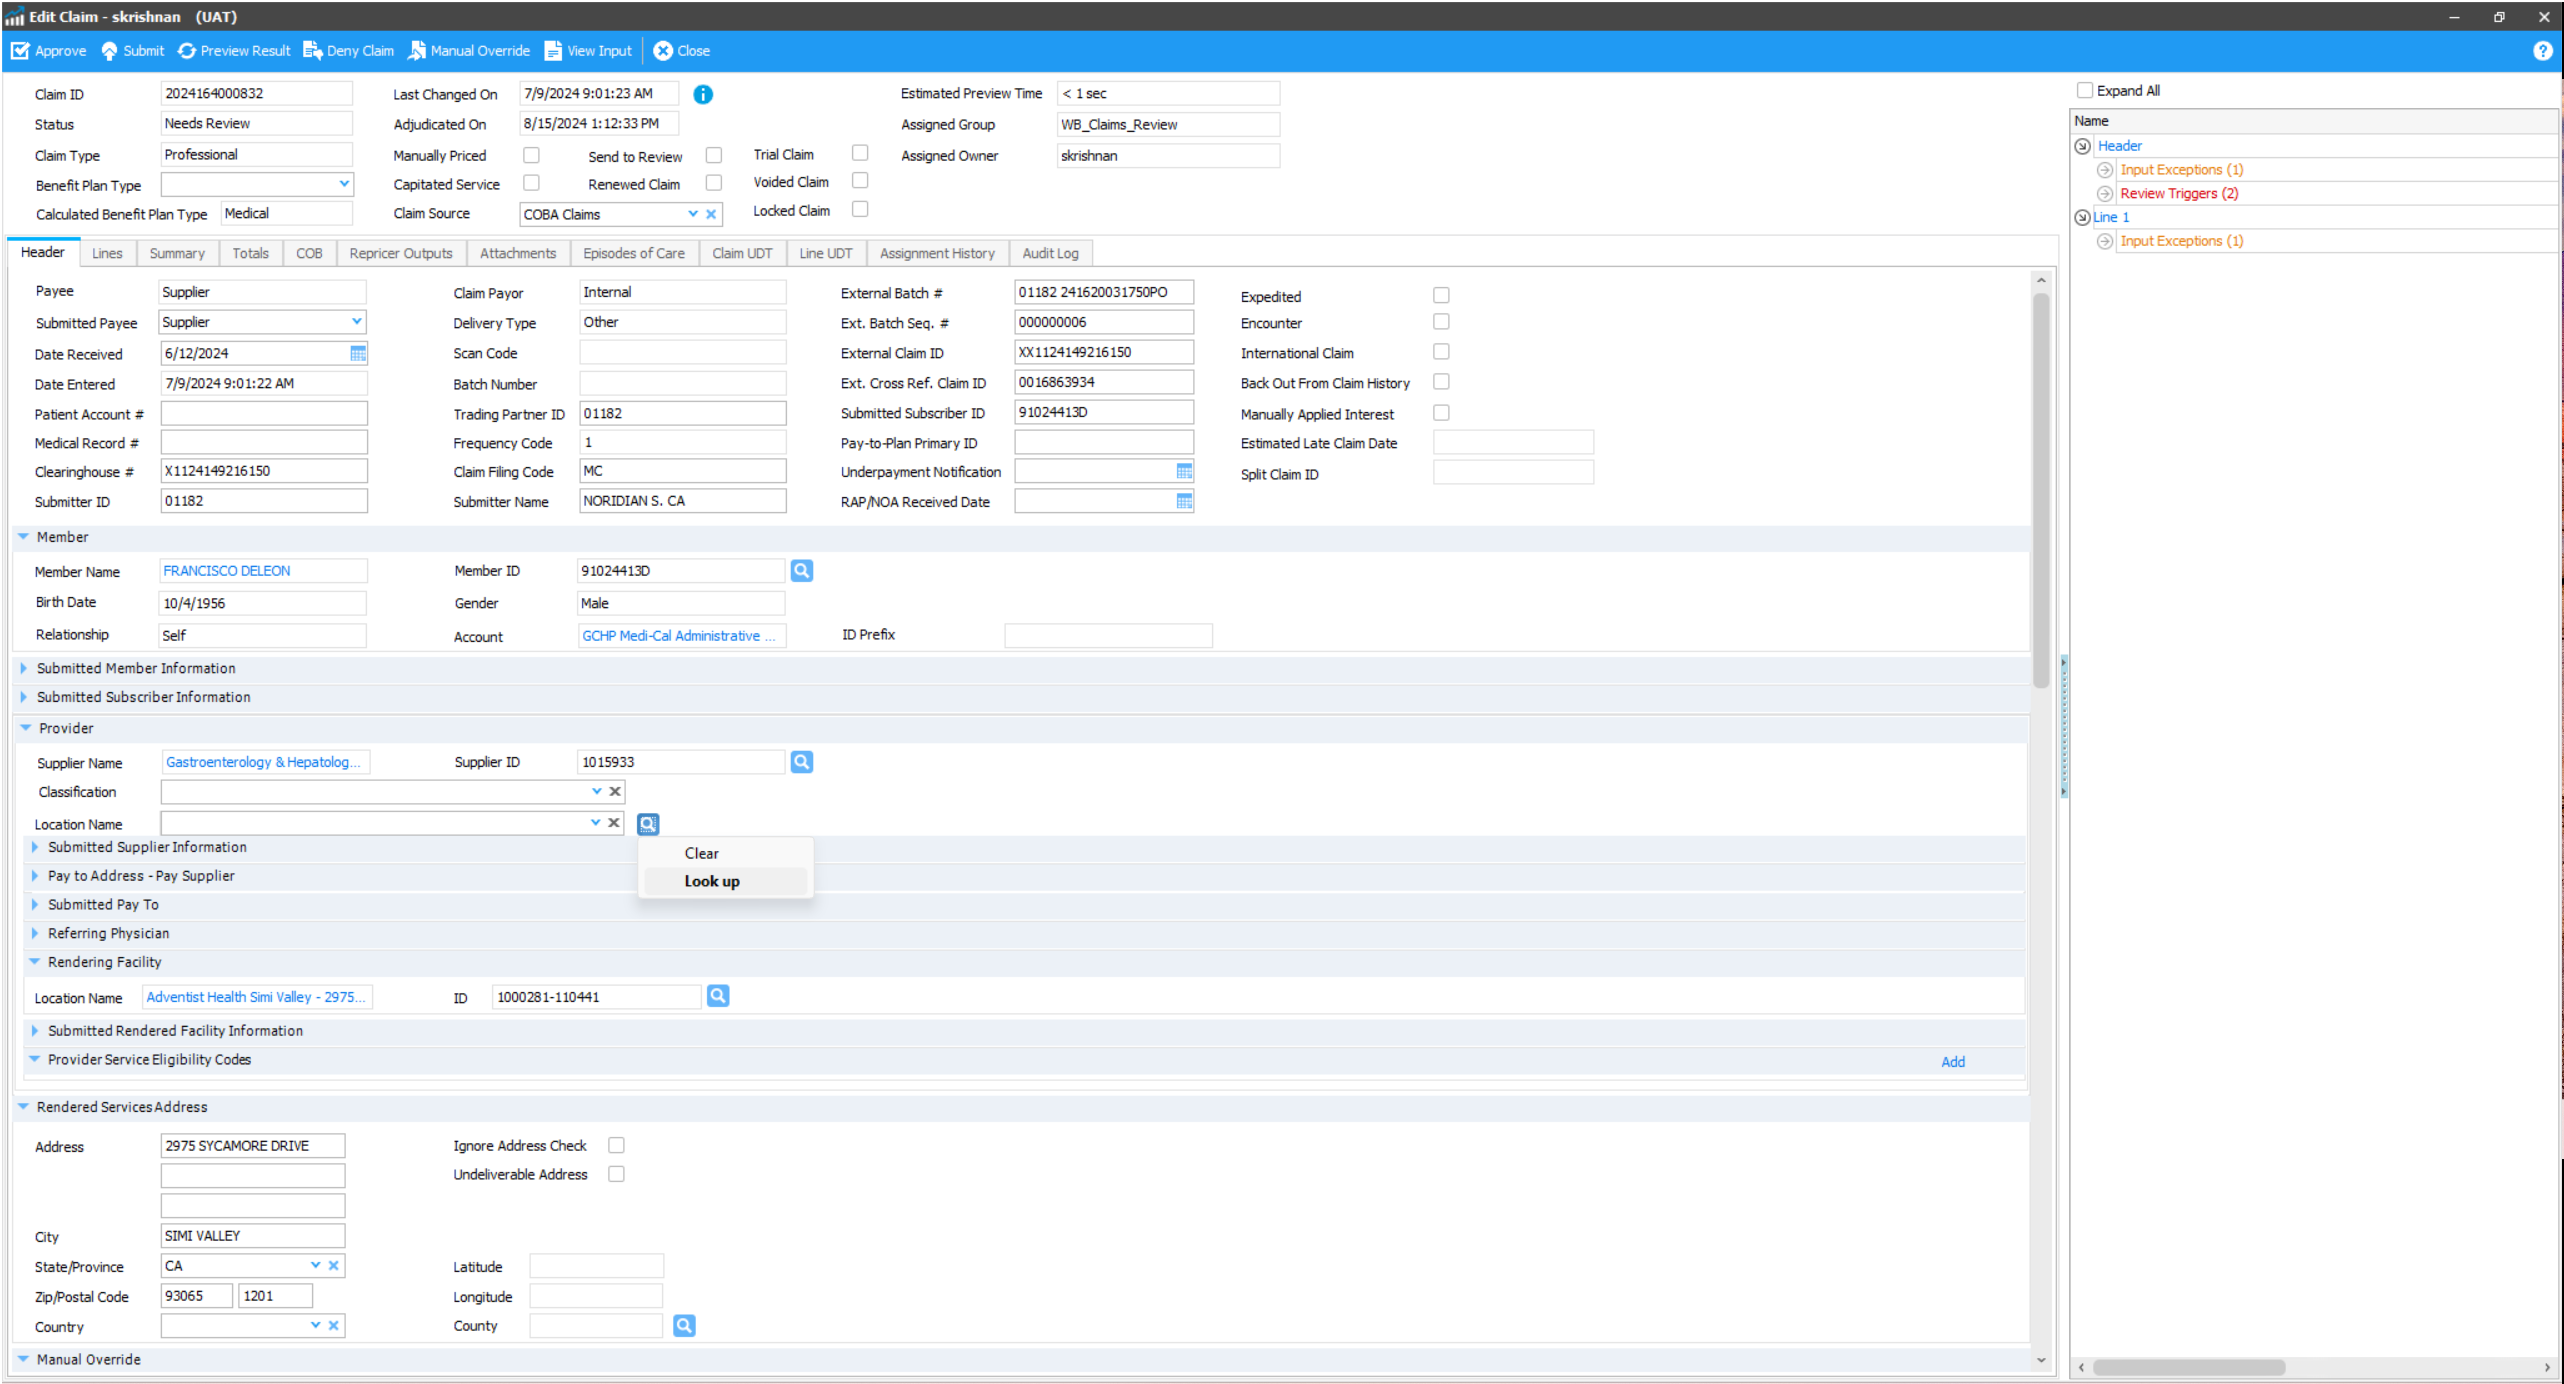 Edit Claim - skrishnan (UAT)
Approve Submit Preview Result Deny Claim Manual Override View Input Close
Claim ID 2024164000832 Last Changed On 7/9/2024 9:01:23 AM Estimated Preview Time < 1 sec
Status Needs Review Adjudicated On 8/15/2024 1:12:33 PM Assigned Group WB_Claims_Review
Claim Type Professional Manually Priced Send to Review Trial Claim Assigned Owner skrishnan
Benefit Plan Type Capitated Service Renewed Claim Voided Claim
Calculated Benefit Plan Type Medical Claim Source COBA Claims Locked Claim
Header Lines Summary Totals COB Repricer Outputs Attachments Episodes of Care Claim UDT Line UDT Assignment History Audit Log
Payee Supplier Claim Payor Internal External Batch # 01182 241620031750PO Expedited
Submitted Payee Supplier Delivery Type Other Ext. Batch Seq. # 000000006 Encounter
Date Received 6/12/2024 Scan Code External Claim ID XX1124149216150 International Claim
Date Entered 7/9/2024 9:01:22 AM Batch Number Ext. Cross Ref. Claim ID 0016863934 Back Out From Claim History
Patient Account # Trading Partner ID 01182 Submitted Subscriber ID 91024413D Manually Applied Interest
Medical Record # Frequency Code 1 Pay-to-Plan Primary ID Estimated Late Claim Date
Clearinghouse # X1124149216150 Claim Filing Code MC Underpayment Notification Split Claim ID
Submitter ID 01182 Submitter Name NORIDIAN S. CA RAP/NOA Received Date
Member
Member Name FRANCISCO DELEON Member ID 91024413D
Birth Date 10/4/1956 Gender Male
Relationship Self Account GCHP Medi-Cal Administrative ... ID Prefix
Submitted Member Information
Submitted Subscriber Information
Provider
Supplier Name Gastroenterology & Hepatolog... Supplier ID 1015933
Classification
Location Name
Clear
Look up
Submitted Supplier Information
Pay to Address - Pay Supplier
Submitted Pay To
Referring Physician
Rendering Facility
Location Name Adventist Health Simi Valley - 2975... ID 1000281-110441
Submitted Rendered Facility Information
Provider Service Eligibility Codes Add
Rendered Services Address
Address 2975 SYCAMORE DRIVE Ignore Address Check
Undeliverable Address
City SIMI VALLEY
State/Province CA Latitude
Zip/Postal Code 93065 1201 Longitude
Country County
Manual Override
Expand All
Name
Header
Input Exceptions (1)
Review Triggers (2)
Line 1
Input Exceptions (1)